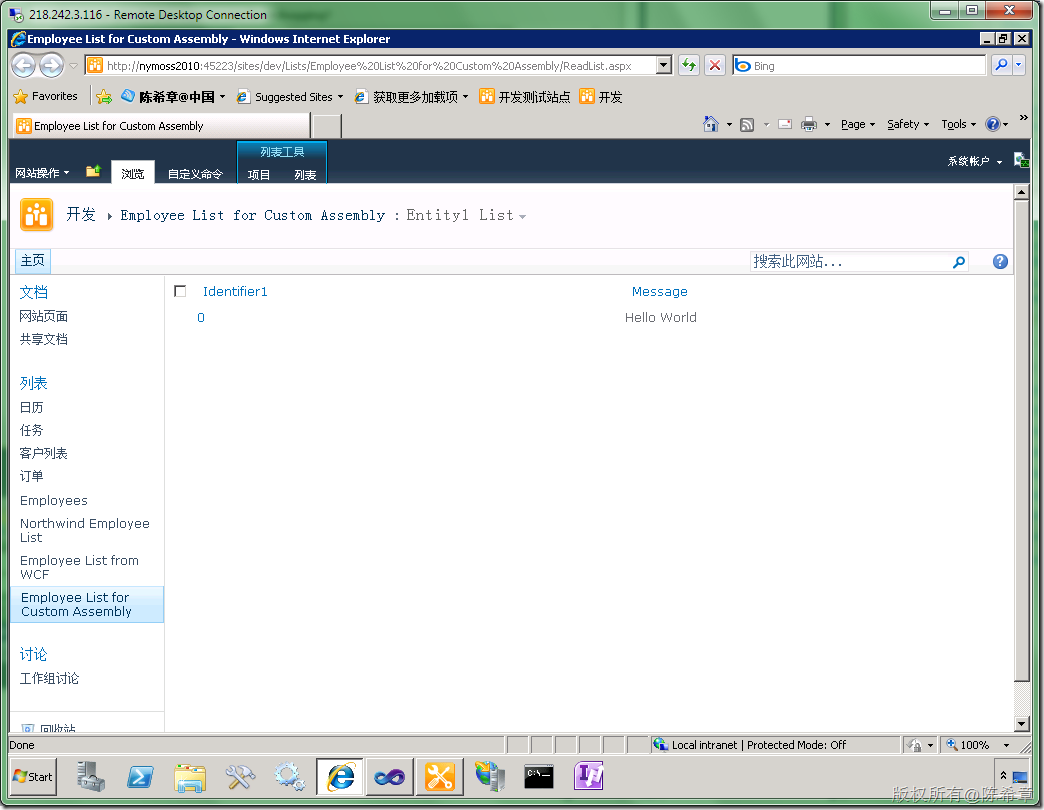 218.242.3.116 - Remote Desktop Connection
Employee List for Custom Assembly - Windows Internet Explorer
http://nymoss2010:45223/sites/dev/Lists/Employee%20List%20for%20Custom%20Assembly/ReadList.aspx
Bing
Favorites 陈希章@中国 Suggested Sites 获取更多加载项 开发测试站点 开发
Employee List for Custom Assembly
Page Safety Tools
列表工具
网站操作 浏览 自定义命令 项目 列表
系统帐户
开发 Employee List for Custom Assembly : Entity1 List
主页
搜索此网站...
文档
网站页面
共享文档
列表
日历
任务
客户列表
订单
Employees
Northwind Employee
List
Employee List from
WCF
Employee List for
Custom Assembly
讨论
工作组讨论
回收站
Identifier1 Message
0 Hello World
Done
Local intranet | Protected Mode: Off
100%
Start
版权所有@陈希章